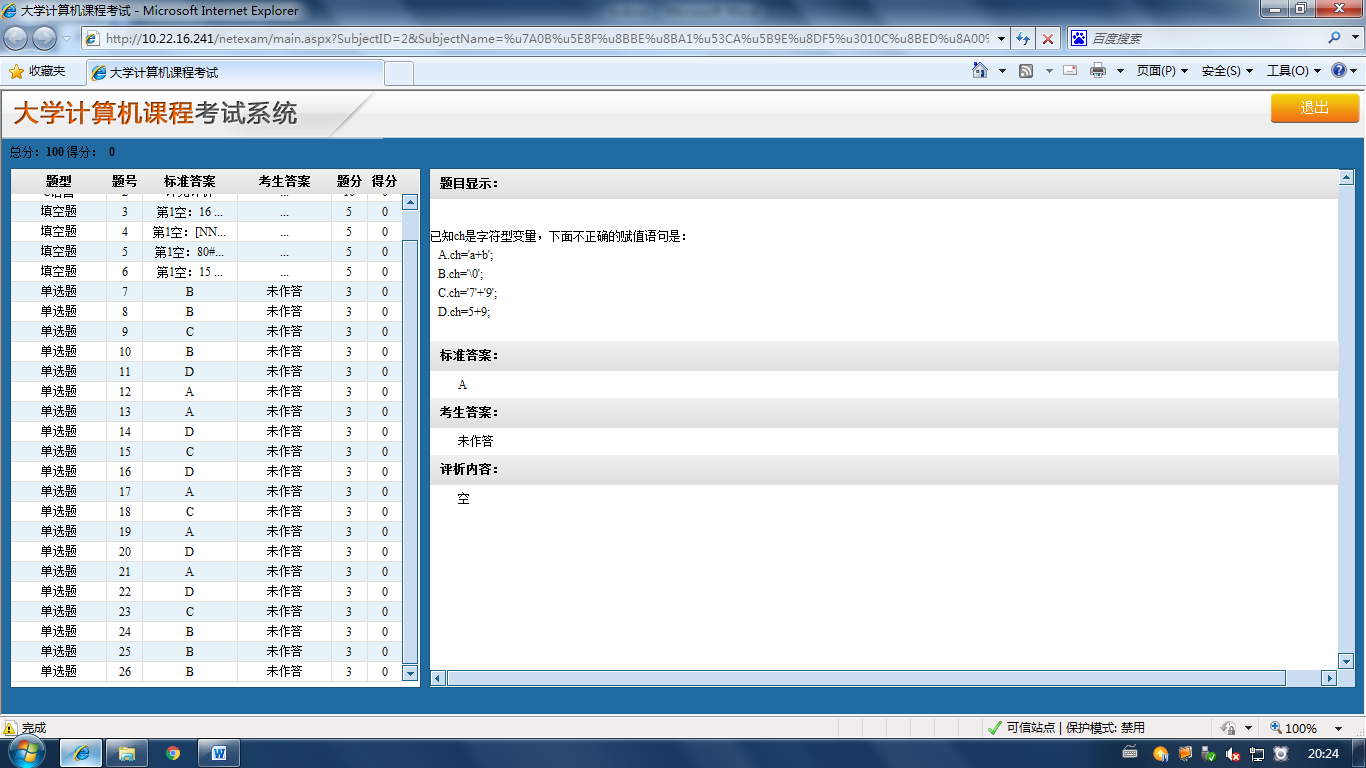 大学计算机课程考试 - Microsoft Internet Explorer
http://10.22.16.241/netexam/main.aspx?SubjectID=2&SubjectName=%u7A0B%u5E8F%u8BBE%u8BA1%u53CA%u5B9E%u8DF5%u3010C%u8BED%u8A00%
百度搜索
收藏夹
大学计算机课程考试
页面(P)
安全(S)
工具(O)
大学计算机课程考试系统
退出
总分：100 得分： 0
题型 题号 标准答案 考生答案 题分 得分
填空题 3 第1空：16 ... ... 5 0
填空题 4 第1空：[NN... ... 5 0
填空题 5 第1空：80#... ... 5 0
填空题 6 第1空：15 ... ... 5 0
单选题 7 B 未作答 3 0
单选题 8 B 未作答 3 0
单选题 9 C 未作答 3 0
单选题 10 B 未作答 3 0
单选题 11 D 未作答 3 0
单选题 12 A 未作答 3 0
单选题 13 A 未作答 3 0
单选题 14 D 未作答 3 0
单选题 15 C 未作答 3 0
单选题 16 D 未作答 3 0
单选题 17 A 未作答 3 0
单选题 18 C 未作答 3 0
单选题 19 A 未作答 3 0
单选题 20 D 未作答 3 0
单选题 21 A 未作答 3 0
单选题 22 D 未作答 3 0
单选题 23 C 未作答 3 0
单选题 24 B 未作答 3 0
单选题 25 B 未作答 3 0
单选题 26 B 未作答 3 0
题目显示：
已知ch是字符型变量，下面不正确的赋值语句是：
A.ch='a+b';
B.ch='\0';
C.ch='7'+'9';
D.ch=5+9;
标准答案：
A
考生答案：
未作答
评析内容：
空
完成
可信站点 | 保护模式: 禁用
100%
20:24